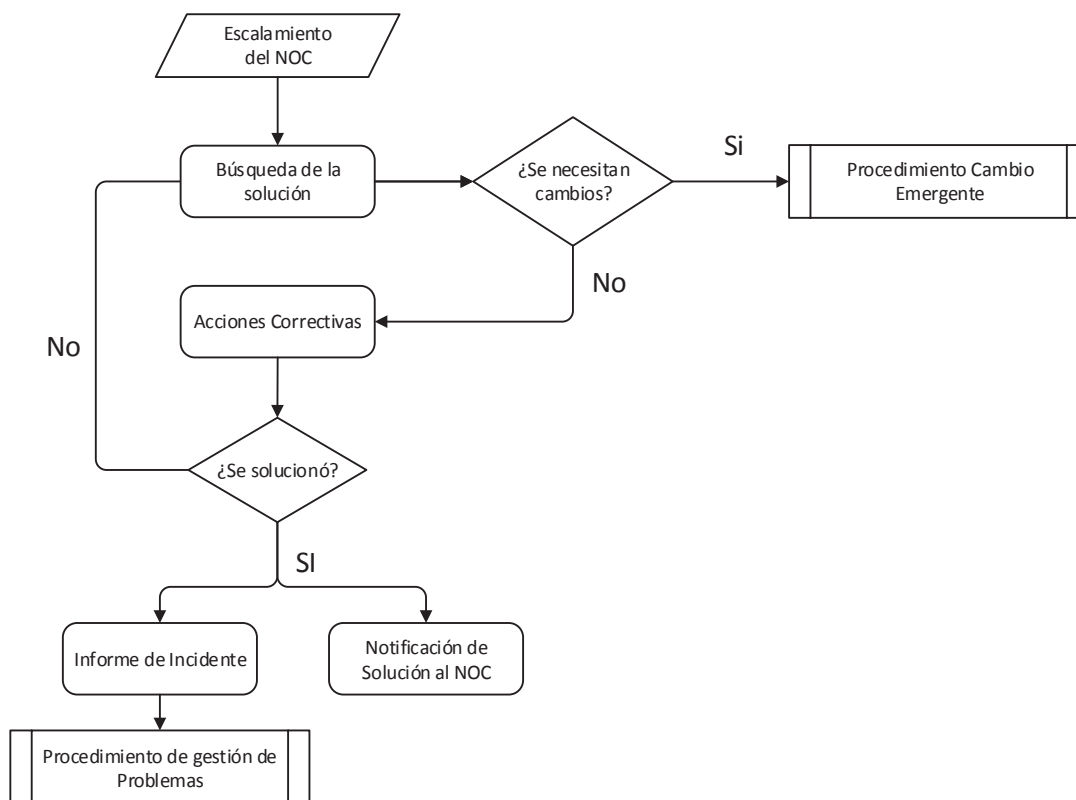 Escalamiento
del NOC
Búsqueda de la
solución
¿Se necesitan
cambios?
Si
Procedimiento Cambio
Emergente
No
Acciones Correctivas
No
¿Se solucionó?
SI
Informe de Incidente
Notificación de
Solución al NOC
Procedimiento de gestión de
Problemas